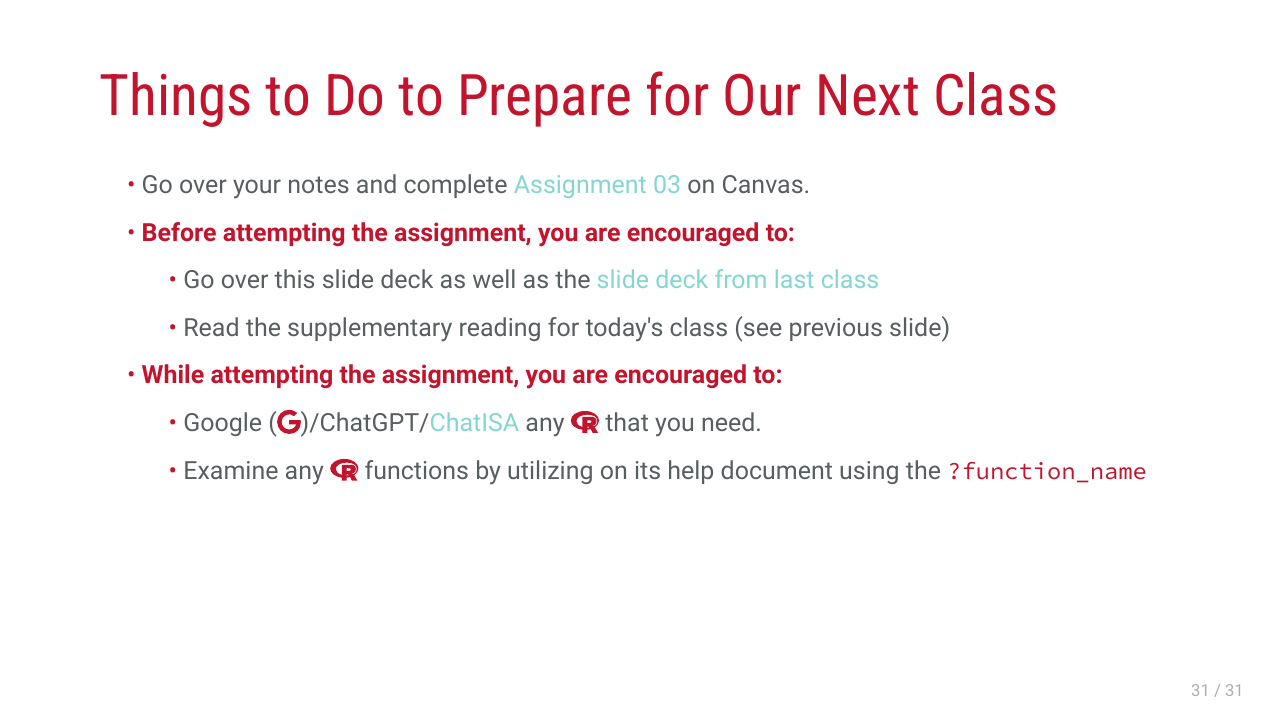 Things to Do to Prepare for Our Next Class
• Go over your notes and complete Assignment 03 on Canvas.
• Before attempting the assignment, you are encouraged to:
• Go over this slide deck as well as the slide deck from last class
• Read the supplementary reading for today's class (see previous slide)
• While attempting the assignment, you are encouraged to:
• Google (G)/ChatGPT/ChatISA any R that you need.
• Examine any R functions by utilizing on its help document using the ?function_name
31 / 31